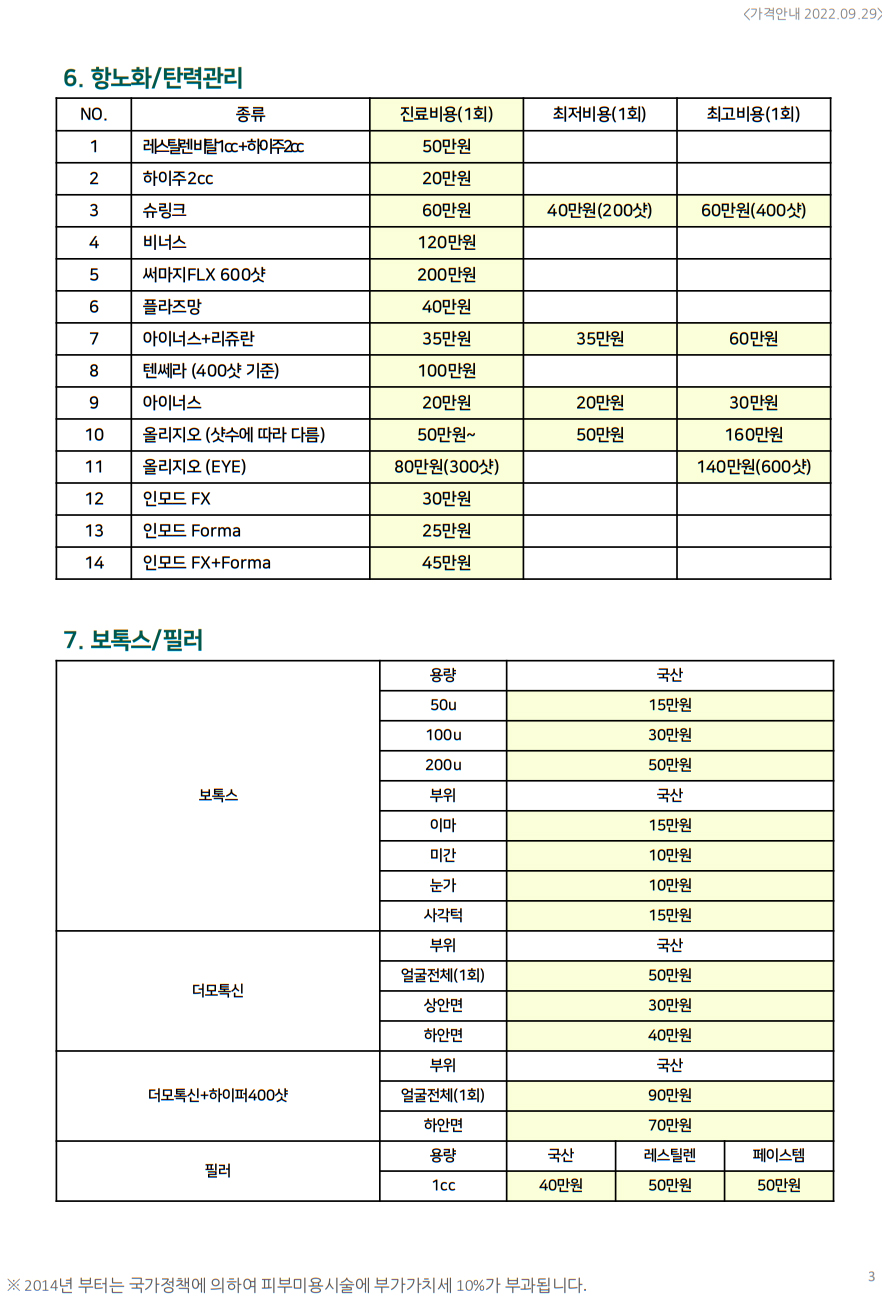 <가격안내 2022.09.29>
6. 항노화/탄력관리
NO. 종류 진료비용(1회) 최저비용(1회) 최고비용(1회)
1 레스틸렌비탈1cc+하이주2cc 50만원
2 하이주2cc 20만원
3 슈링크 60만원 40만원(200샷) 60만원(400샷)
4 비너스 120만원
5 써마지FLX 600샷 200만원
6 플라즈망 40만원
7 아이너스+리쥬란 35만원 35만원 60만원
8 텐쎄라 (400샷 기준) 100만원
9 아이너스 20만원 20만원 30만원
10 올리지오 (샷수에 따라 다름) 50만원~ 50만원 160만원
11 올리지오 (EYE) 80만원(300샷) 140만원(600샷)
12 인모드 FX 30만원
13 인모드 Forma 25만원
14 인모드 FX+Forma 45만원
7. 보톡스/필러
보톡스
용량 국산
50u 15만원
100u 30만원
200u 50만원
부위 국산
이마 15만원
미간 10만원
눈가 10만원
사각턱 15만원
더모톡신
부위 국산
얼굴전체(1회) 50만원
상안면 30만원
하안면 40만원
더모톡신+하이퍼400샷
부위 국산
얼굴전체(1회) 90만원
하안면 70만원
필러
용량 국산 레스틸렌 페이스템
1cc 40만원 50만원 50만원
※ 2014년 부터는 국가정책에 의하여 피부미용시술에 부가가치세 10%가 부과됩니다.
3